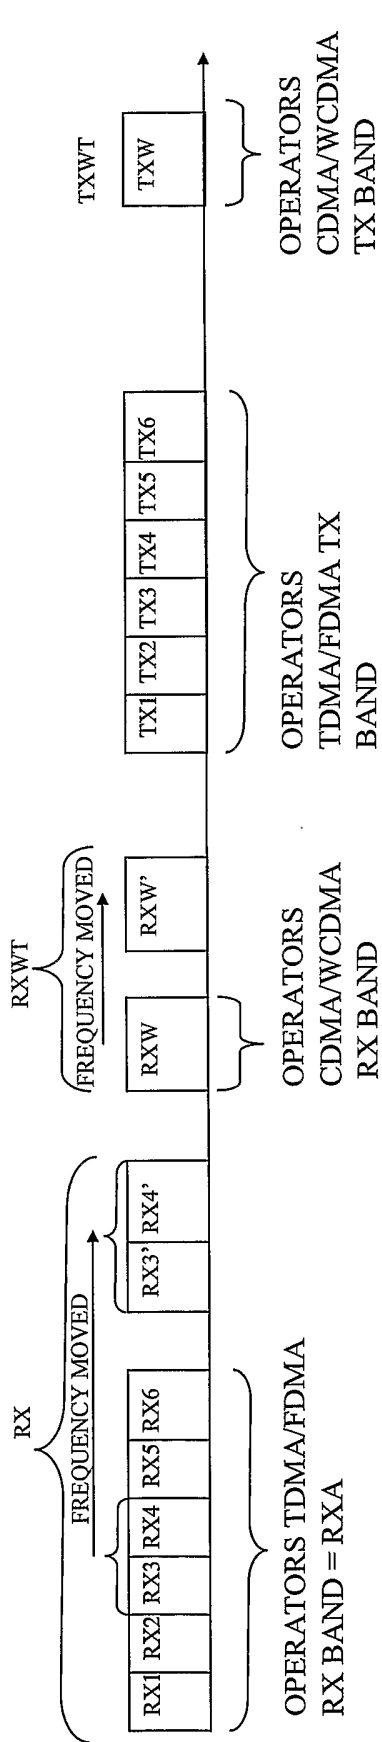 RX
FREQUENCY MOVED
RX1 RX2 RX3 RX4 RX5 RX6
RX3' RX4'
OPERATORS TDMA/FDMA
RX BAND = RXA
RXWT
FREQUENCY MOVED
RXW
RXW'
OPERATORS
CDMA/WCDMA
RX BAND
TX1 TX2 TX3 TX4 TX5 TX6
OPERATORS
TDMA/FDMA TX
BAND
TXWT
TXW
OPERATORS
CDMA/WCDMA
TX BAND